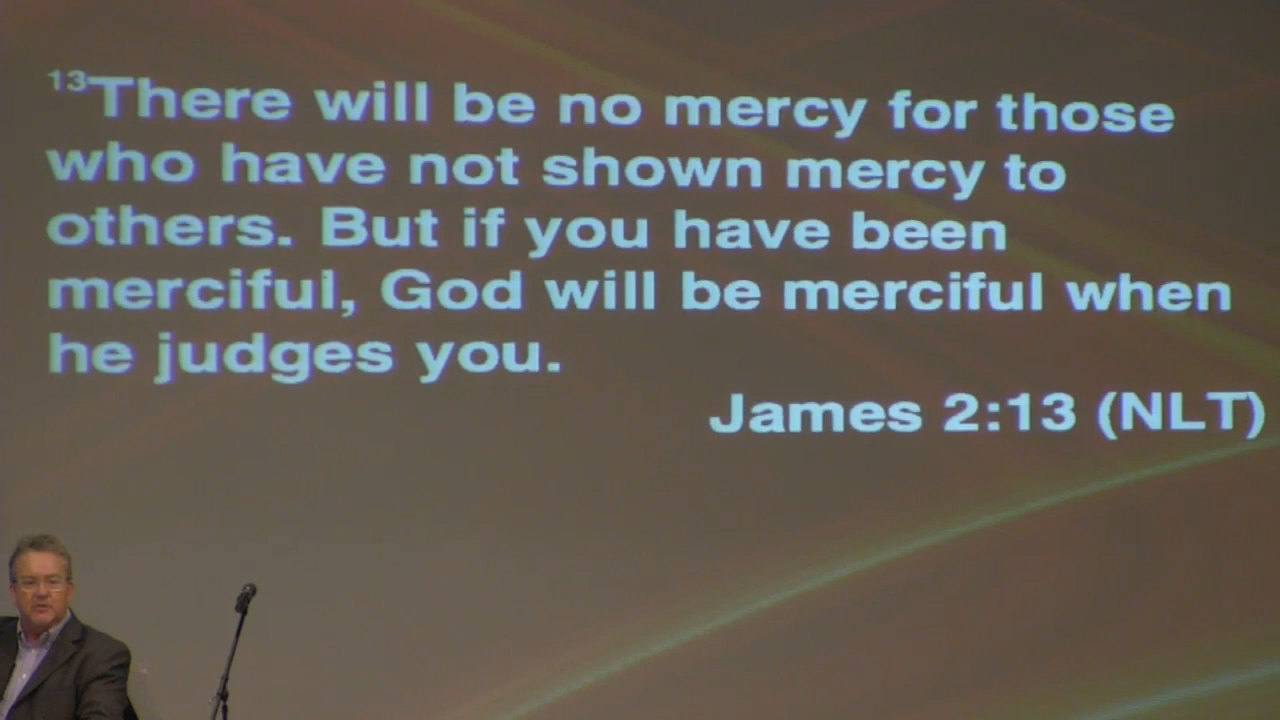 13There will be no mercy for those
who have not shown mercy to
others. But if you have been
merciful, God will be merciful when
he judges you.
James 2:13 (NLT)